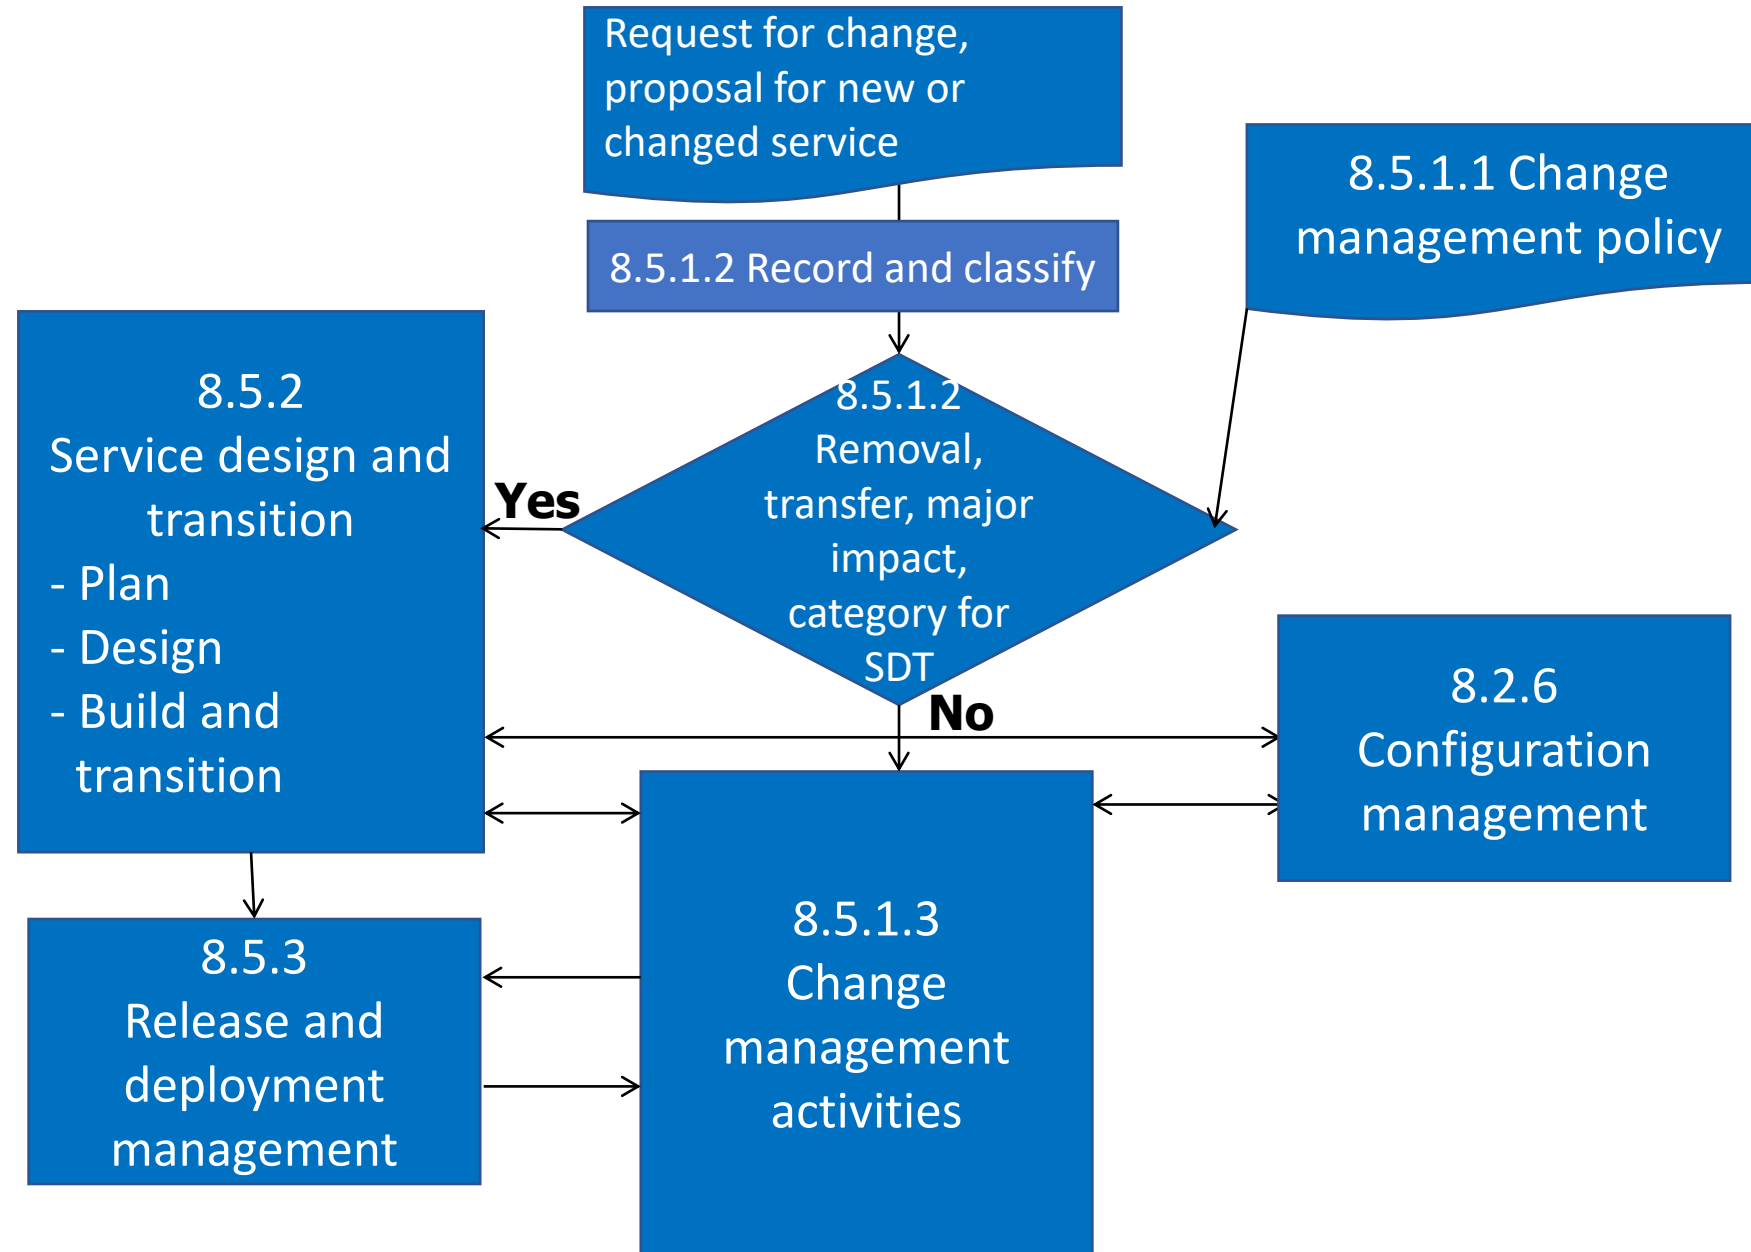 Request for change,
proposal for new or
changed service
8.5.1.1 Change
management policy
8.5.1.2 Record and classify
8.5.2
Service design and
transition
- Plan
- Design
- Build and
transition
Yes
8.5.1.2
Removal,
transfer, major
impact,
category for
SDT
No
8.2.6
Configuration
management
8.5.3
Release and
deployment
management
8.5.1.3
Change
management
activities